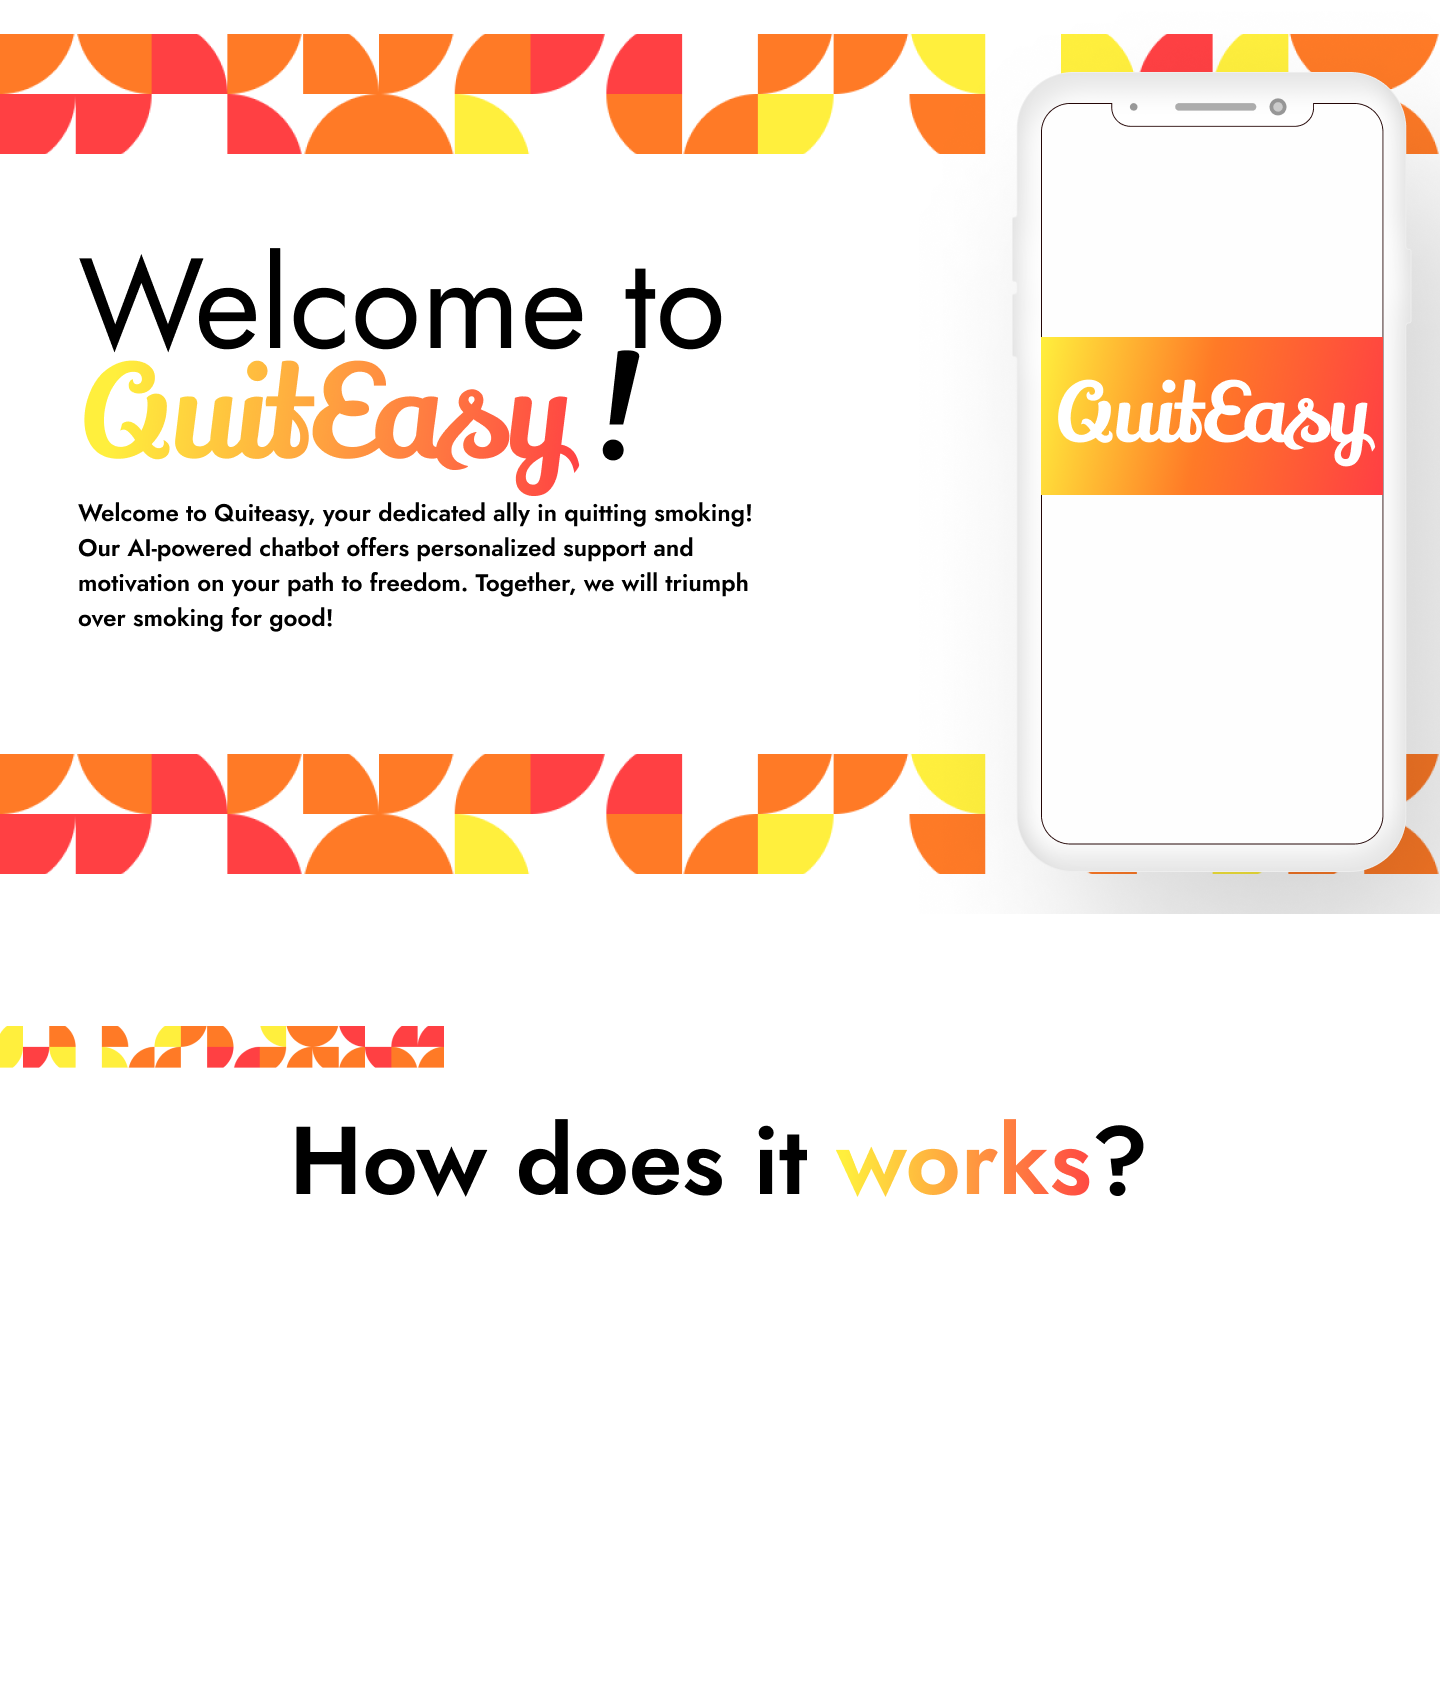 Welcome to
QuitEasy!
Welcome to Quiteasy, your dedicated ally in quitting smoking!
Our AI-powered chatbot offers personalized support and
motivation on your path to freedom. Together, we will triumph
over smoking for good!
QuitEasy
How does it works?